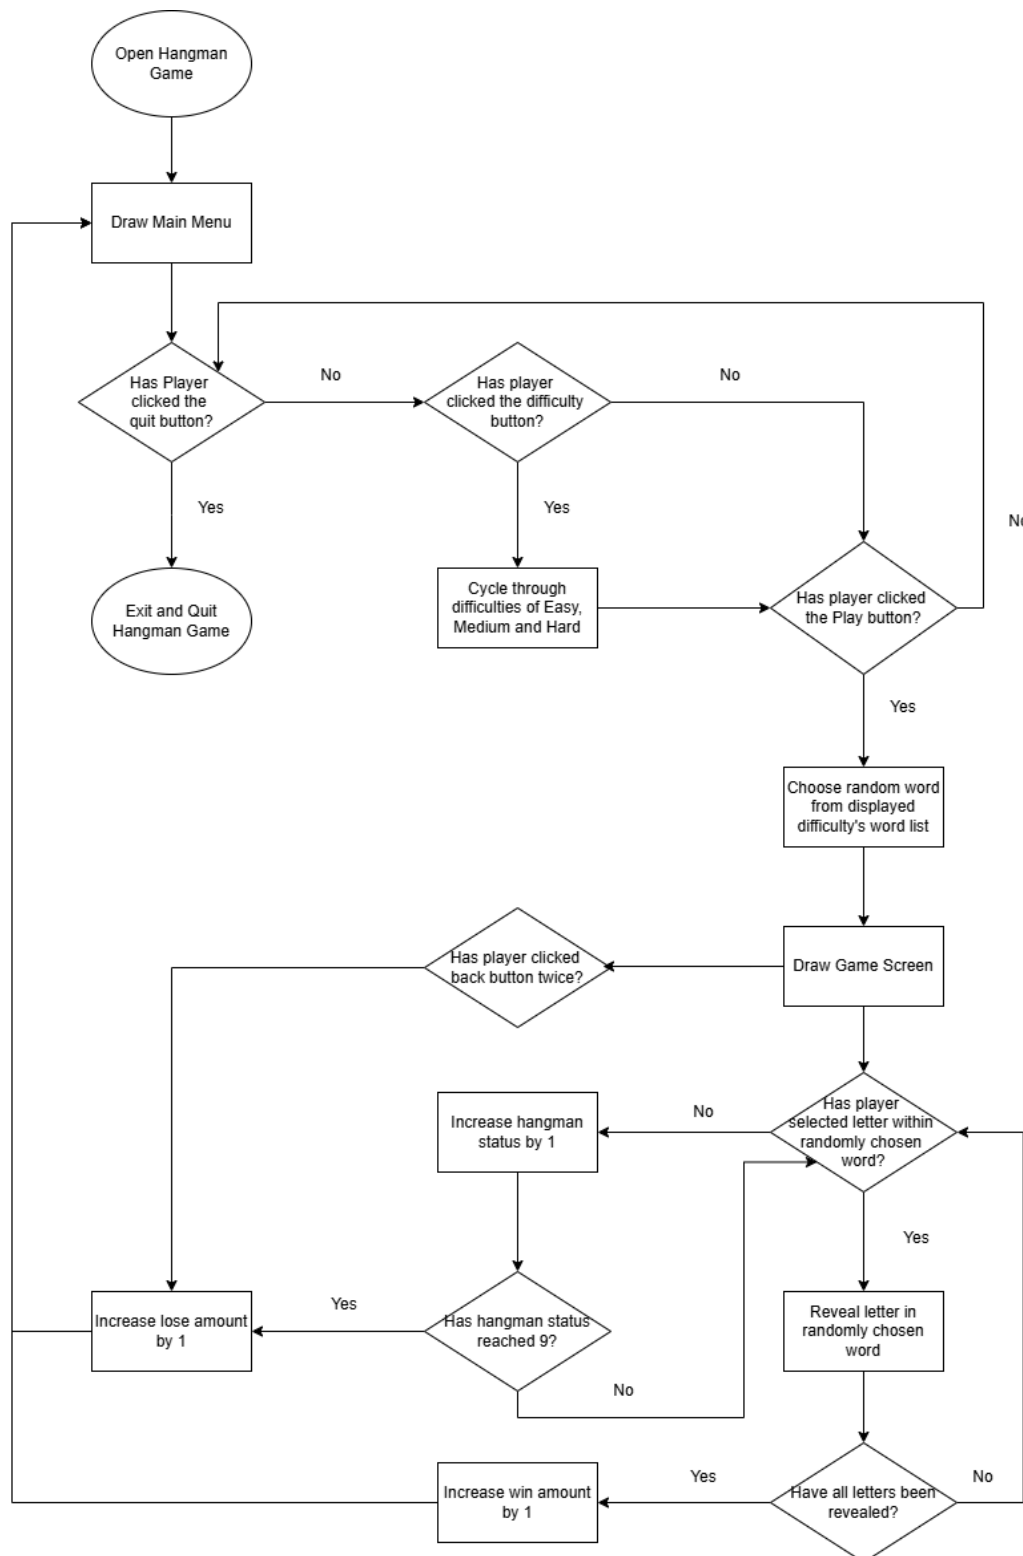 Open Hangman
Game
Draw Main Menu
Has Player
clicked the
quit button?
No
Has player
clicked the difficulty
button?
No
Yes
Yes
No
Exit and Quit
Hangman Game
Cycle through
difficulties of Easy,
Medium and Hard
Has player clicked
the Play button?
Yes
Choose random word
from displayed
difficulty's word list
Has player clicked
back button twice?
Draw Game Screen
Increase hangman
status by 1
No
Has player
selected letter within
randomly chosen
word?
Yes
Increase lose amount
by 1
Yes
Has hangman status
reached 9?
No
Reveal letter in
randomly chosen
word
Increase win amount
by 1
Yes
Have all letters been
revealed?
No